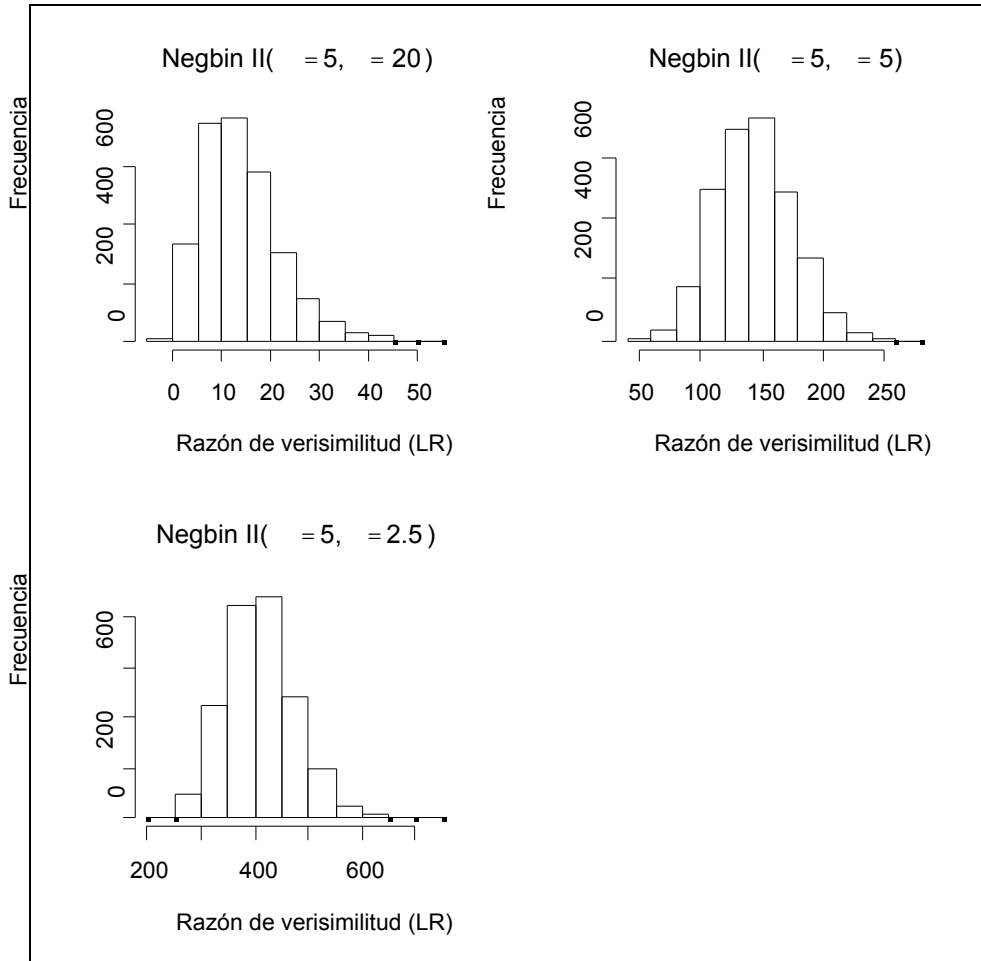 Negbin II( = 5, = 20)
Frecuencia
600
400
200
0
0 10 20 30 40 50
Razón de verisimilitud (LR)
Negbin II( = 5, = 5)
Frecuencia
600
400
200
0
50 100 150 200 250
Razón de verisimilitud (LR)
Negbin II( = 5, = 2.5)
Frecuencia
600
200
0
200 400 600
Razón de verisimilitud (LR)